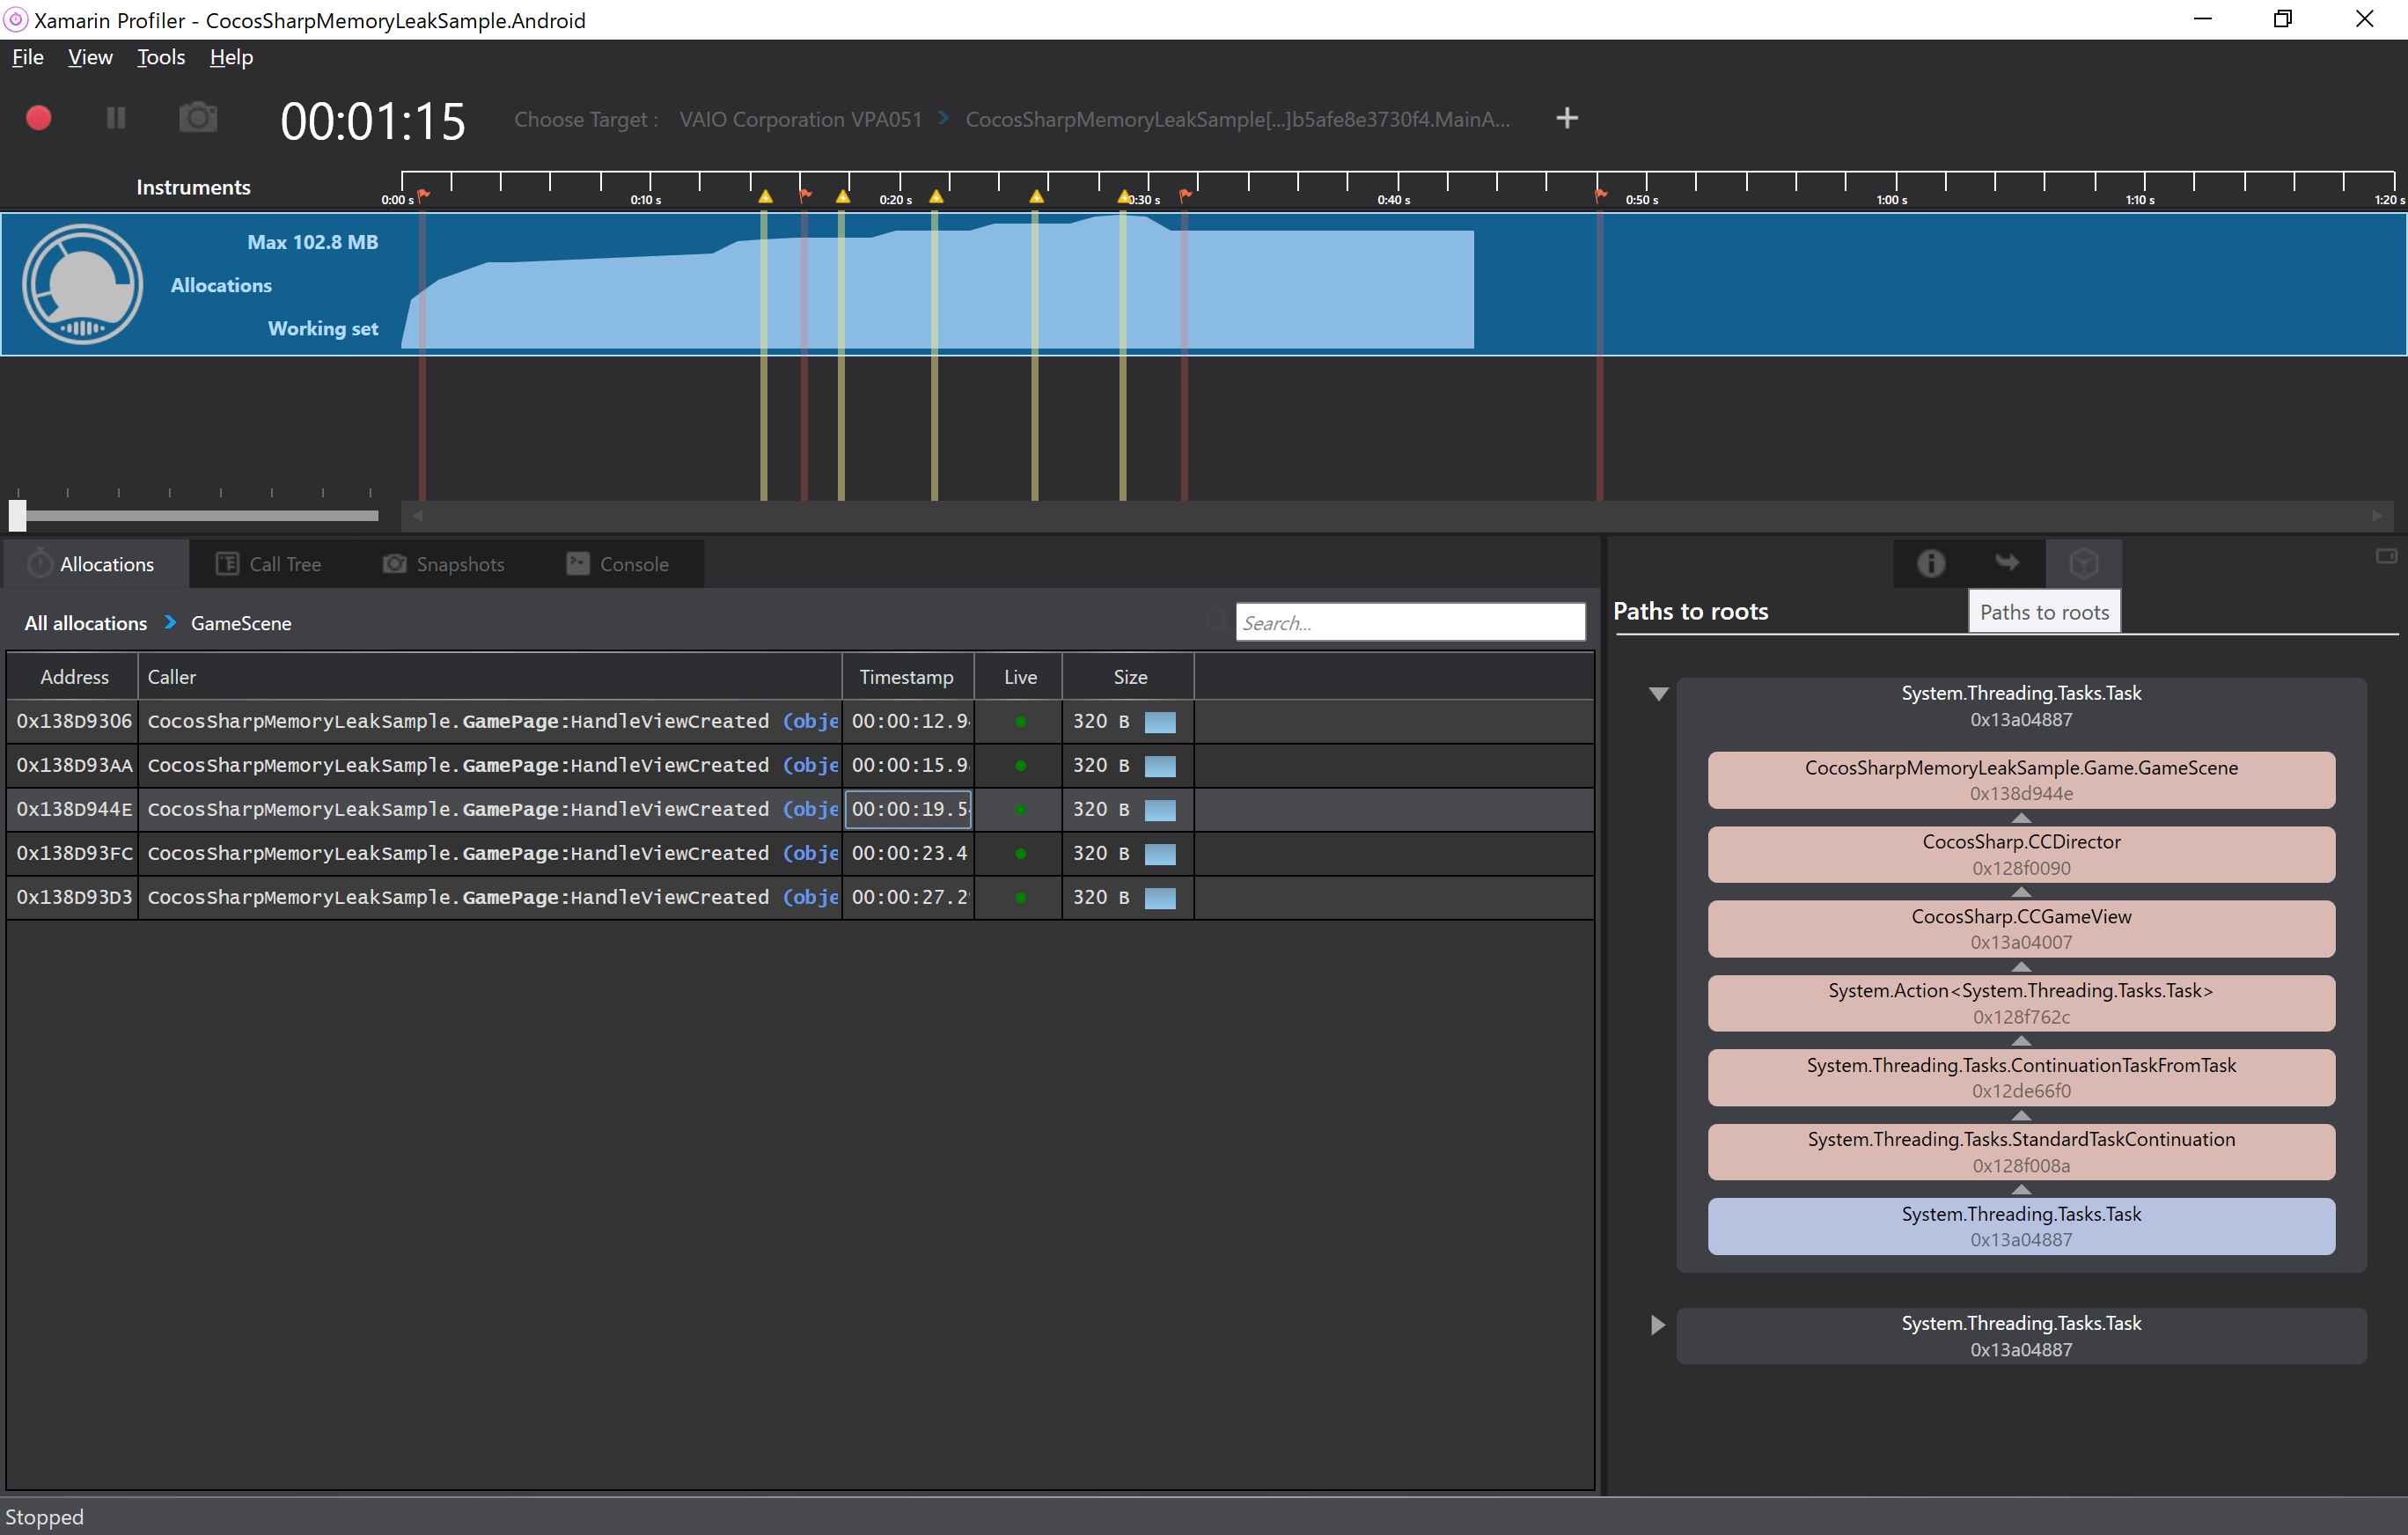 Xamarin Profiler - CocosSharpMemoryLeakSample.Android
File View Tools Help
00:01:15 Choose Target : VAIO Corporation VPA051 CocosSharpMemoryLeakSample[...]b5afe8e3730f4.MainA...
Instruments
0:00 s 0:10 s 0:20 s 0:30 s 0:40 s 0:50 s 1:00 s 1:10 s 1:20 s
Max 102.8 MB
Allocations
Working set
Allocations Call Tree Snapshots Console
All allocations GameScene Search...
Address Caller Timestamp Live Size
0x138D9306 CocosSharpMemoryLeakSample.GamePage:HandleViewCreated (obje 00:00:12.9 320 B
0x138D93AA CocosSharpMemoryLeakSample.GamePage:HandleViewCreated (obje 00:00:15.9 320 B
0x138D944E CocosSharpMemoryLeakSample.GamePage:HandleViewCreated (obje 00:00:19.5 320 B
0x138D93FC CocosSharpMemoryLeakSample.GamePage:HandleViewCreated (obje 00:00:23.4 320 B
0x138D93D3 CocosSharpMemoryLeakSample.GamePage:HandleViewCreated (obje 00:00:27.2 320 B
Paths to roots
Paths to roots
System.Threading.Tasks.Task
0x13a04887
CocosSharpMemoryLeakSample.Game.GameScene
0x138d944e
CocosSharp.CCDirector
0x128f0090
CocosSharp.CCGameView
0x13a04007
System.Action<System.Threading.Tasks.Task>
0x128f762c
System.Threading.Tasks.ContinuationTaskFromTask
0x12de66f0
System.Threading.Tasks.StandardTaskContinuation
0x128f008a
System.Threading.Tasks.Task
0x13a04887
System.Threading.Tasks.Task
0x13a04887
Stopped